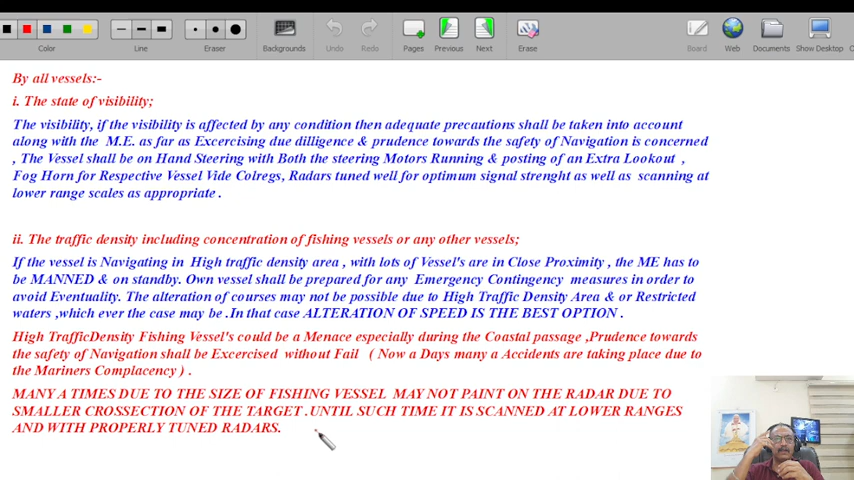 Color
Line
Eraser
Backgrounds
Undo
Redo
Pages
Previous
Next
Erase
Board
Web
Documents
Show Desktop
By all vessels:-
i. The state of visibility;
The visibility, if the visibility is affected by any condition then adequate precautions shall be taken into account
along with the M.E. as far as Excercising due dilligence & prudence towards the safety of Navigation is concerned
, The Vessel shall be on Hand Steering with Both the steering Motors Running & posting of an Extra Lookout ,
Fog Horn for Respective Vessel Vide Colregs, Radars tuned well for optimum signal strenght as well as scanning at
lower range scales as appropriate .
ii. The traffic density including concentration of fishing vessels or any other vessels;
If the vessel is Navigating in High traffic density area , with lots of Vessel's are in Close Proximity , the ME has to
be MANNED & on standby. Own vessel shall be prepared for any Emergency Contingency measures in order to
avoid Eventuality. The alteration of courses may not be possible due to High Traffic Density Area & or Restricted
waters ,which ever the case may be .In that case ALTERATION OF SPEED IS THE BEST OPTION .
High TrafficDensity Fishing Vessel's could be a Menace especially during the Coastal passage ,Prudence towards
the safety of Navigation shall be Excercised without Fail ( Now a Days many a Accidents are taking place due to
the Mariners Complacency ) .
MANY A TIMES DUE TO THE SIZE OF FISHING VESSEL MAY NOT PAINT ON THE RADAR DUE TO
SMALLER CROSSECTION OF THE TARGET .UNTIL SUCH TIME IT IS SCANNED AT LOWER RANGES
AND WITH PROPERLY TUNED RADARS.